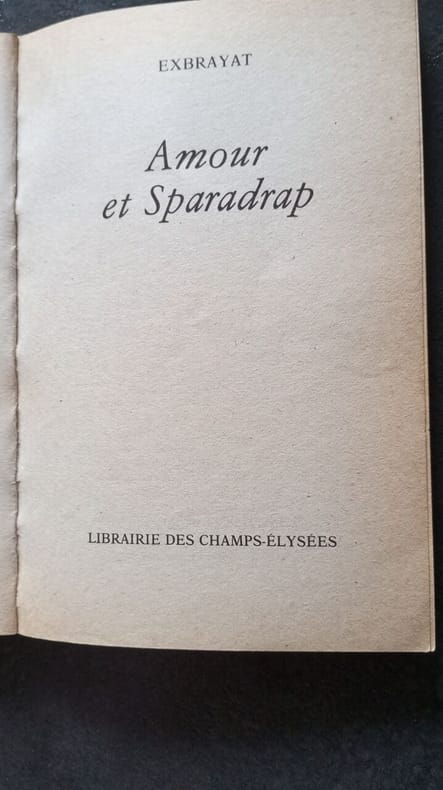 EXBRAYAT
Amour
et Sparadrap
LIBRAIRIE DES CHAMPS-ÉLYSÉES